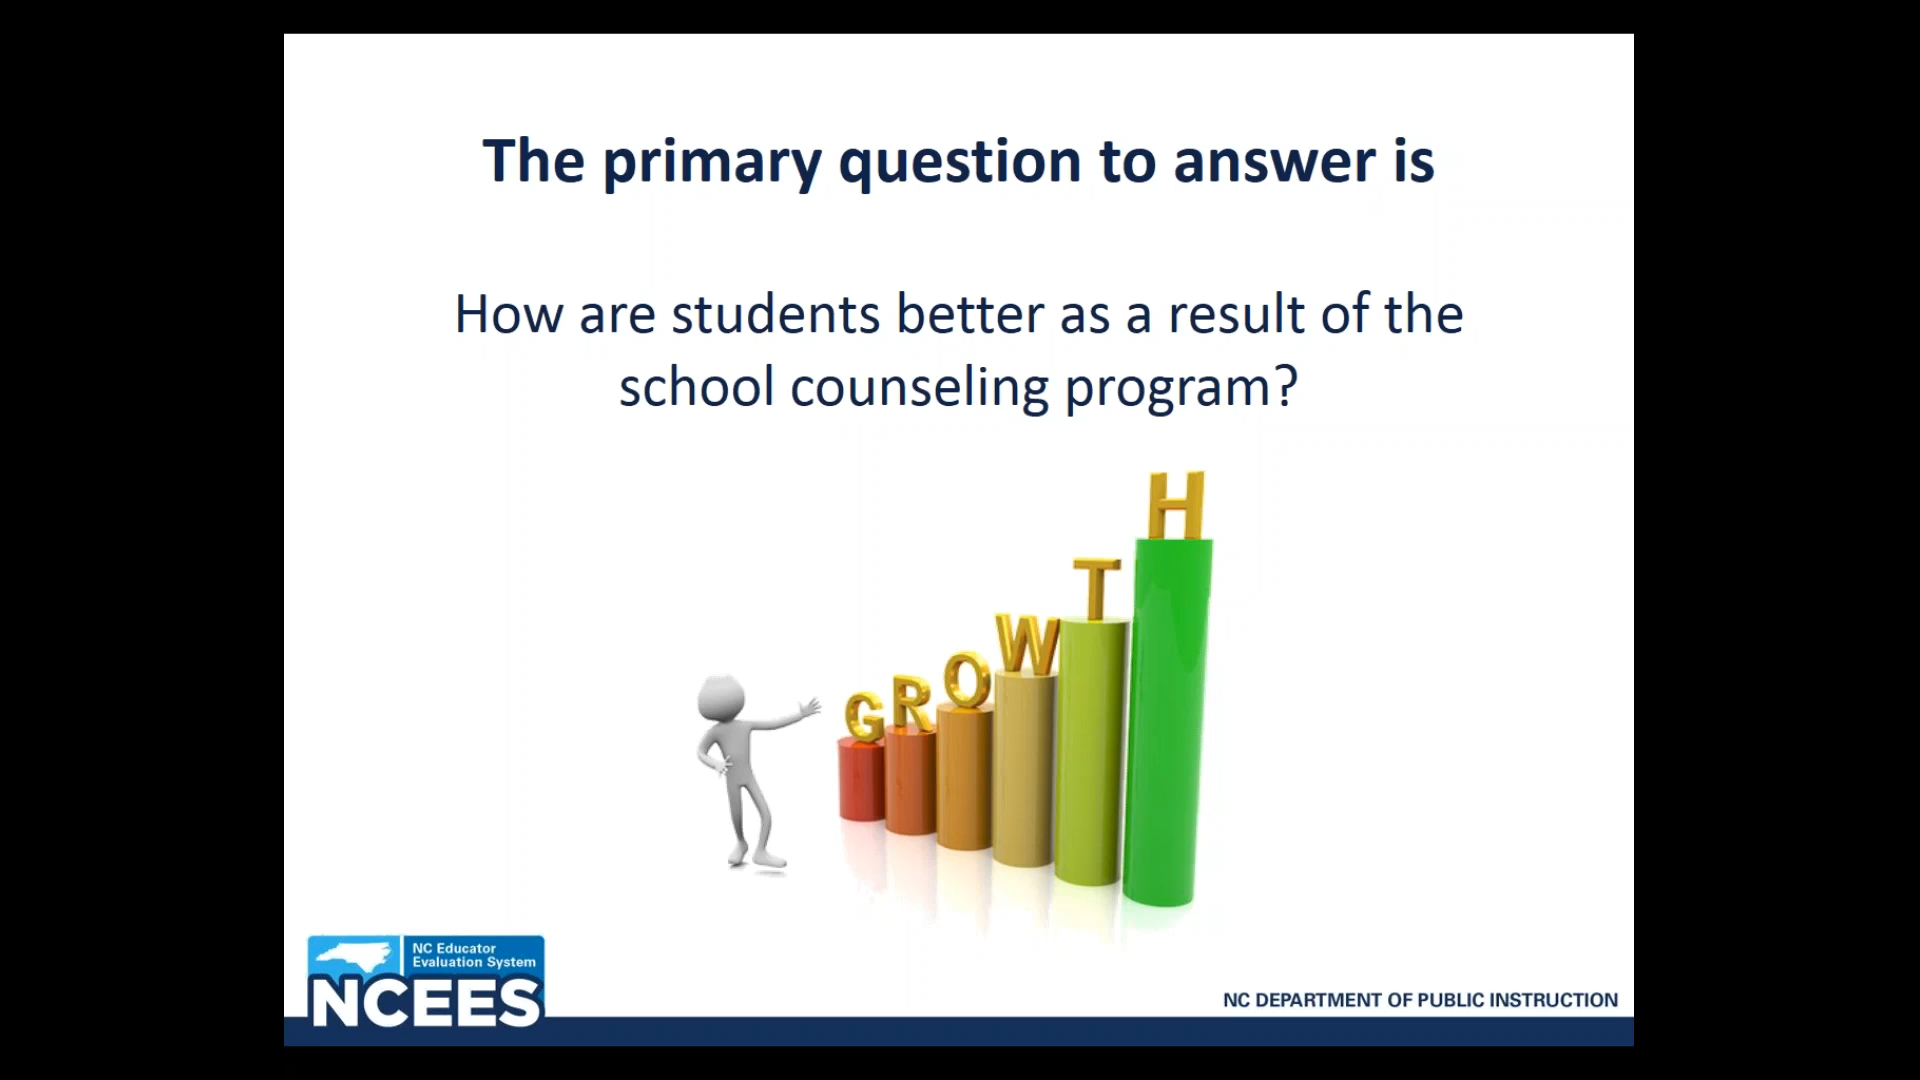 The primary question to answer is
How are students better as a result of the
school counseling program?
GROWTH
NC Educator
Evaluation System
NCEES
NC DEPARTMENT OF PUBLIC INSTRUCTION